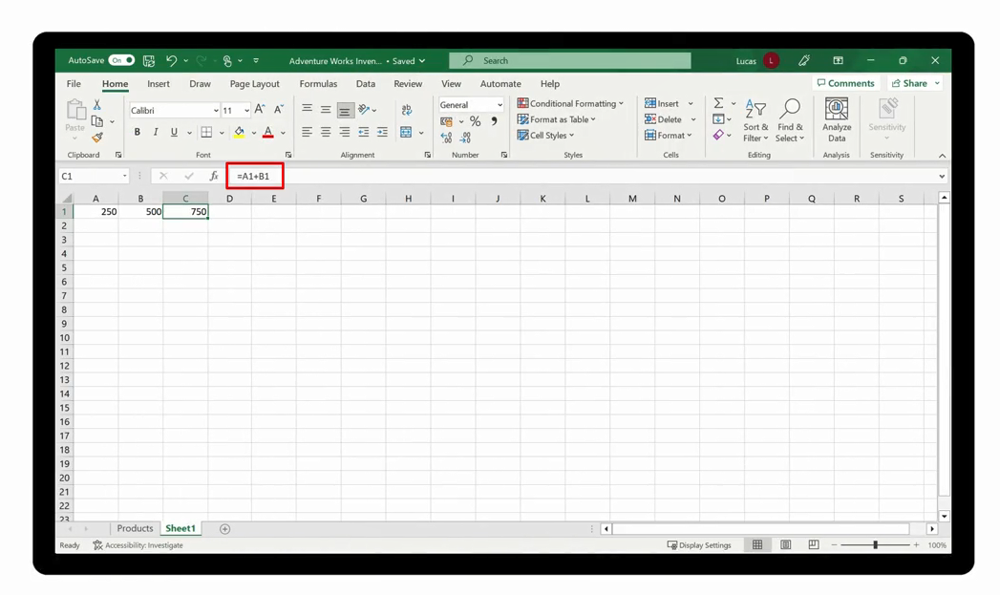 AutoSave On Adventure Works Inven... • Saved Search Lucas L
File Home Insert Draw Page Layout Formulas Data Review View Automate Help Comments Share
Paste Calibri 11 General Conditional Formatting Insert Sort & Find & Analyze Sensitivity
B I U A % , Format as Table Delete Filter Select Data
Cell Styles Format
Clipboard Font Alignment Number Styles Cells Editing Analysis Sensitivity
C1 fx =A1+B1
A B C D E F G H I J K L M N O P Q R S
1 250 500 750
2
3
4
5
6
7
8
9
10
11
12
13
14
15
16
17
18
19
20
21
22
23
Products Sheet1
Ready Accessibility: Investigate Display Settings 100%